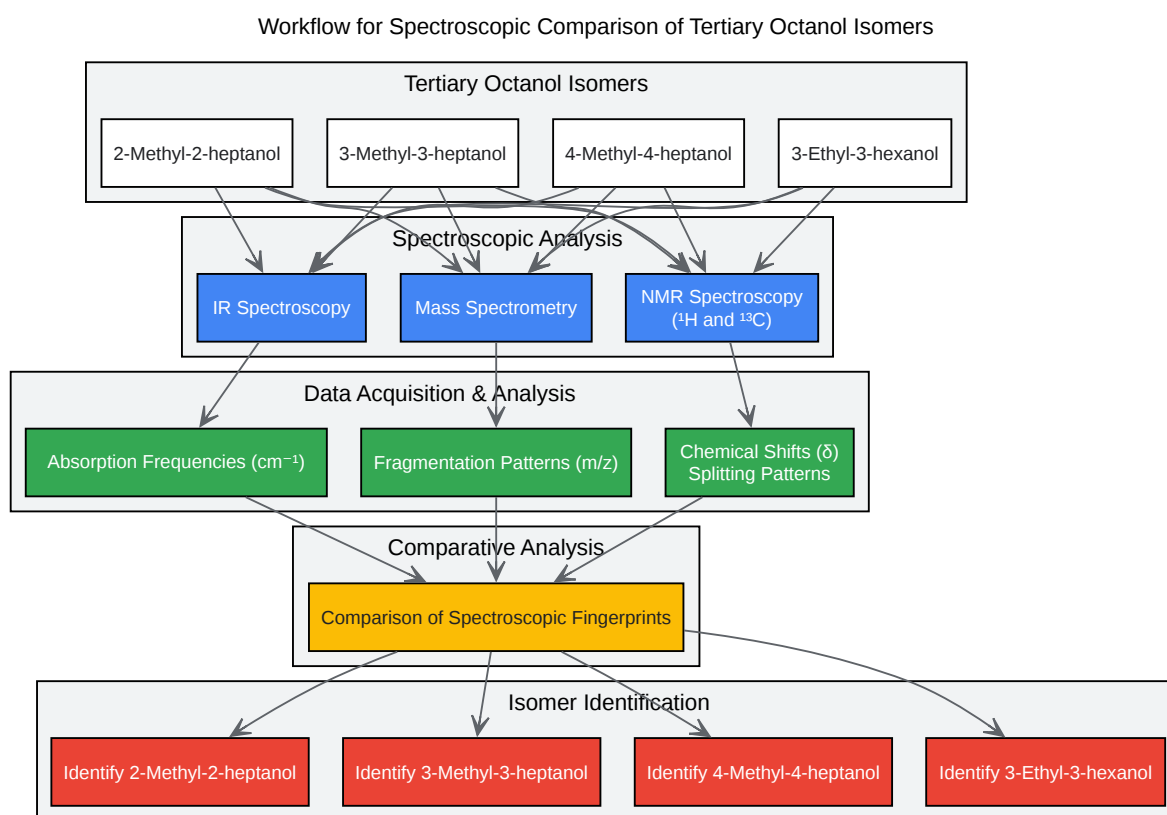 Workflow for Spectroscopic Comparison of Tertiary Octanol Isomers
Tertiary Octanol Isomers
2-Methyl-2-heptanol
3-Methyl-3-heptanol
4-Methyl-4-heptanol
3-Ethyl-3-hexanol
Spectroscopic Analysis
IR Spectroscopy
Mass Spectrometry
NMR Spectroscopy
(¹H and ¹³C)
Data Acquisition & Analysis
Absorption Frequencies (cm⁻¹)
Fragmentation Patterns (m/z)
Chemical Shifts (δ)
Splitting Patterns
Comparative Analysis
Comparison of Spectroscopic Fingerprints
Isomer Identification
Identify 2-Methyl-2-heptanol
Identify 3-Methyl-3-heptanol
Identify 4-Methyl-4-heptanol
Identify 3-Ethyl-3-hexanol